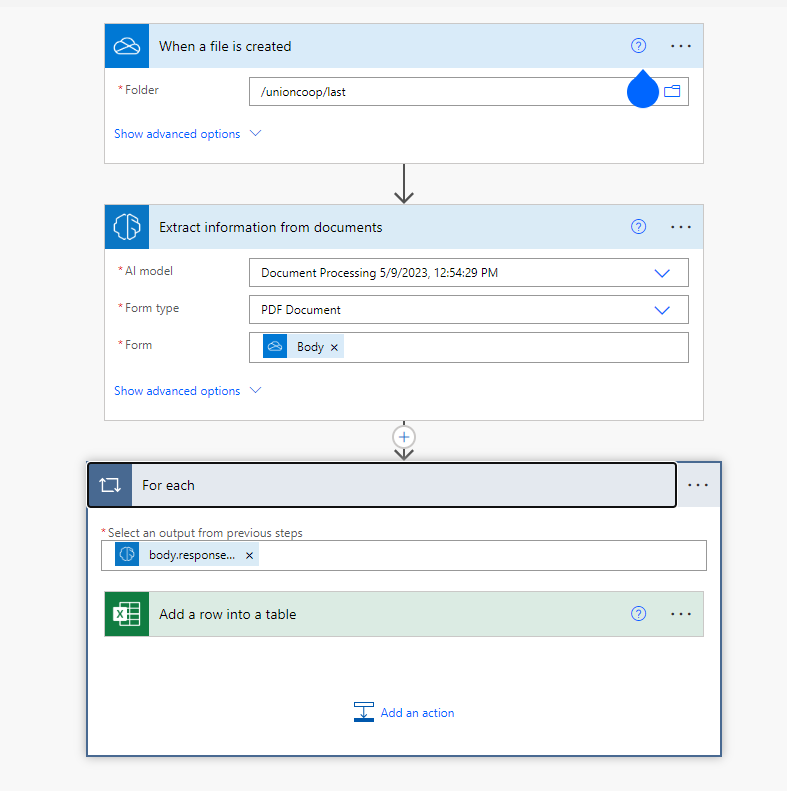 When a file is created
?
...
* Folder
/unioncoop/last
Show advanced options
Extract information from documents
?
...
* AI model
Document Processing 5/9/2023, 12:54:29 PM
* Form type
PDF Document
* Form
Body ×
Show advanced options
+
For each
...
* Select an output from previous steps
body.response... ×
X
Add a row into a table
?
...
Add an action